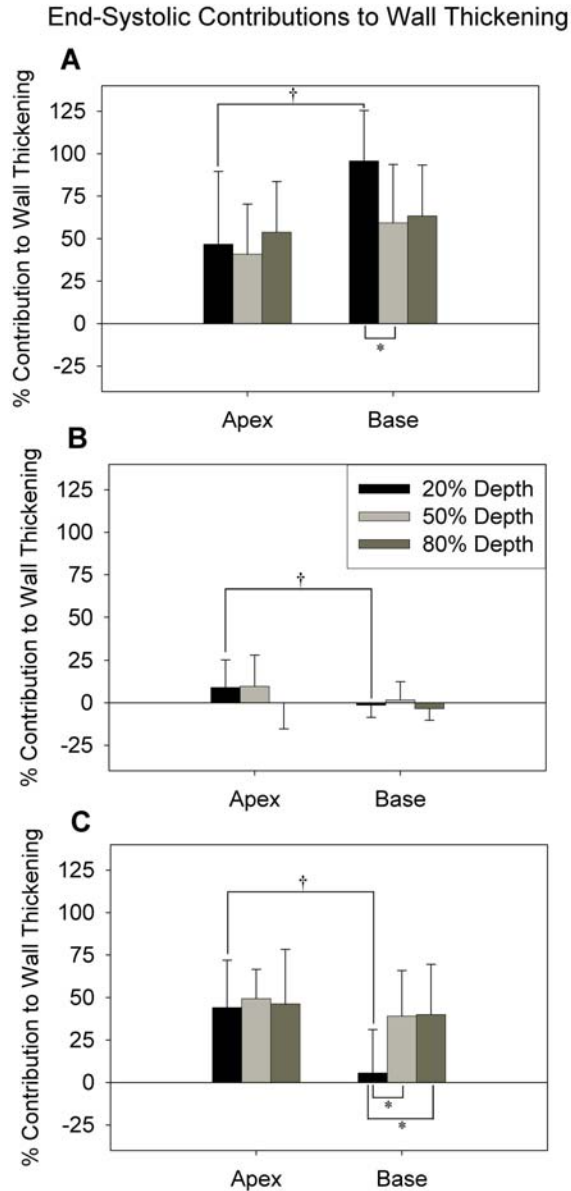 End-Systolic Contributions to Wall Thickening
A
% Contribution to Wall Thickening
125
100
75
50
25
0
-25
†
*
Apex Base
B
% Contribution to Wall Thickening
125
100
75
50
25
0
-25
20% Depth
50% Depth
80% Depth
†
Apex Base
C
% Contribution to Wall Thickening
125
100
75
50
25
0
-25
†
*
*
Apex Base